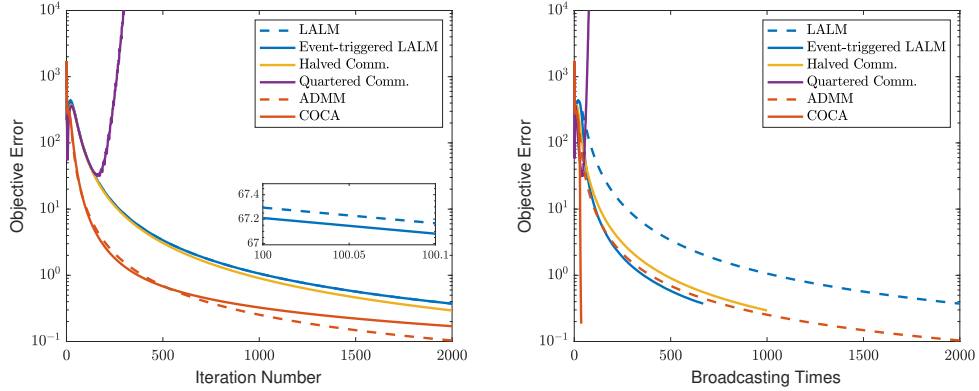 10^4
10^3
10^2
10^1
10^0
10^-1
Objective Error
0
500
1000
1500
2000
Iteration Number
LALM
Event-triggered LALM
Halved Comm.
Quartered Comm.
ADMM
COCA
67.4
67.2
67
100
100.05
100.1
10^4
10^3
10^2
10^1
10^0
10^-1
Objective Error
0
500
1000
1500
2000
Broadcasting Times
LALM
Event-triggered LALM
Halved Comm.
Quartered Comm.
ADMM
COCA